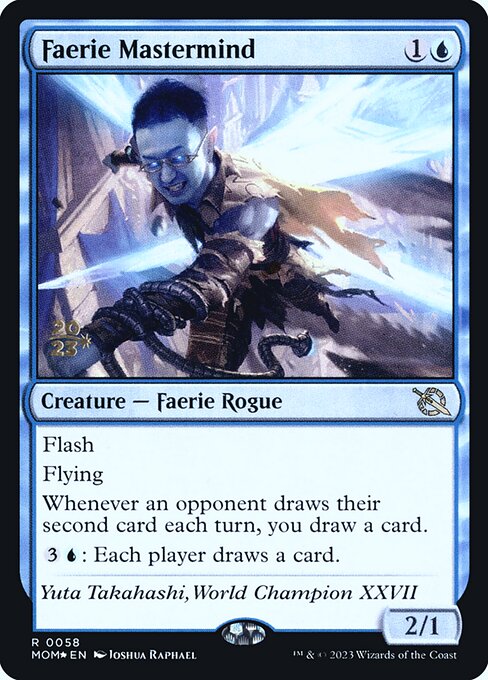 Faerie Mastermind 1
20
23*
Creature — Faerie Rogue
Flash
Flying
Whenever an opponent draws their
second card each turn, you draw a card.
3 : Each player draws a card.
Yuta Takahashi, World Champion XXVII
2/1
R 0058
MOM★EN Joshua Raphael
™ & © 2023 Wizards of the Coast